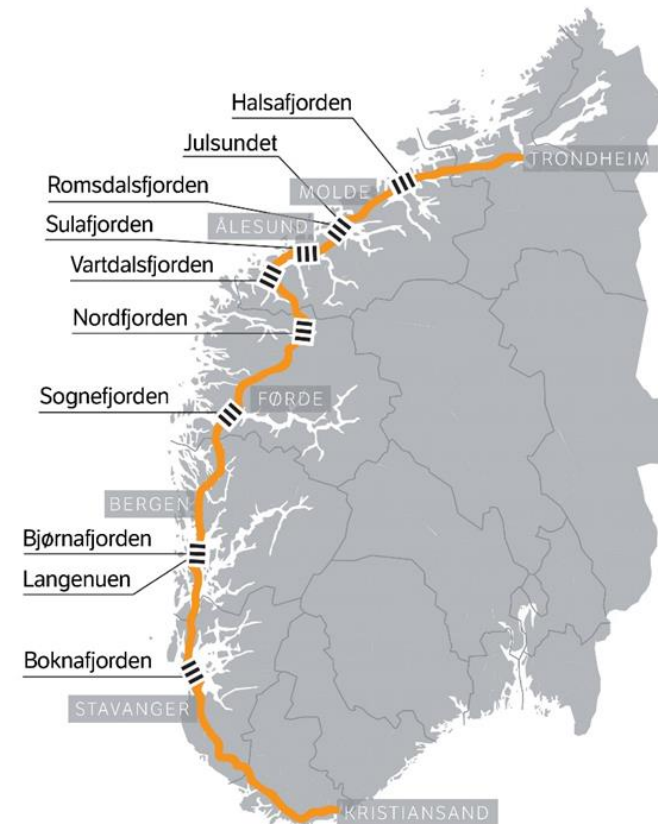 Halsafjorden
Julsundet
TRONDHEIM
Romsdalsfjorden
MOLDE
Sulafjorden
ÅLESUND
Vartdalsfjorden
Nordfjorden
Sognefjorden
FØRDE
BERGEN
Bjørnafjorden
Langenuen
Boknafjorden
STAVANGER
KRISTIANSAND